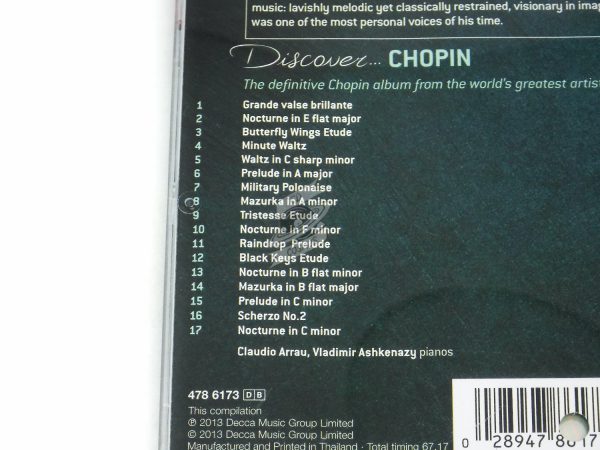 music: lavishly melodic yet classically restrained, visionary in imag
was one of the most personal voices of his time.
Discover... CHOPIN
The definitive Chopin album from the world's greatest artist
1 Grande valse brillante
2 Nocturne in E flat major
3 Butterfly Wings Etude
4 Minute Waltz
5 Waltz in C sharp minor
6 Prelude in A major
7 Military Polonaise
8 Mazurka in A minor
9 Tristesse Etude
10 Nocturne in F minor
11 Raindrop Prelude
12 Black Keys Etude
13 Nocturne in B flat minor
14 Mazurka in B flat major
15 Prelude in C minor
16 Scherzo No.2
17 Nocturne in C minor
Claudio Arrau, Vladimir Ashkenazy pianos
478 6173 DB
This compilation
℗ 2013 Decca Music Group Limited
© 2013 Decca Music Group Limited
Manufactured and Printed in Thailand · Total timing 67.17
0 28947 8617